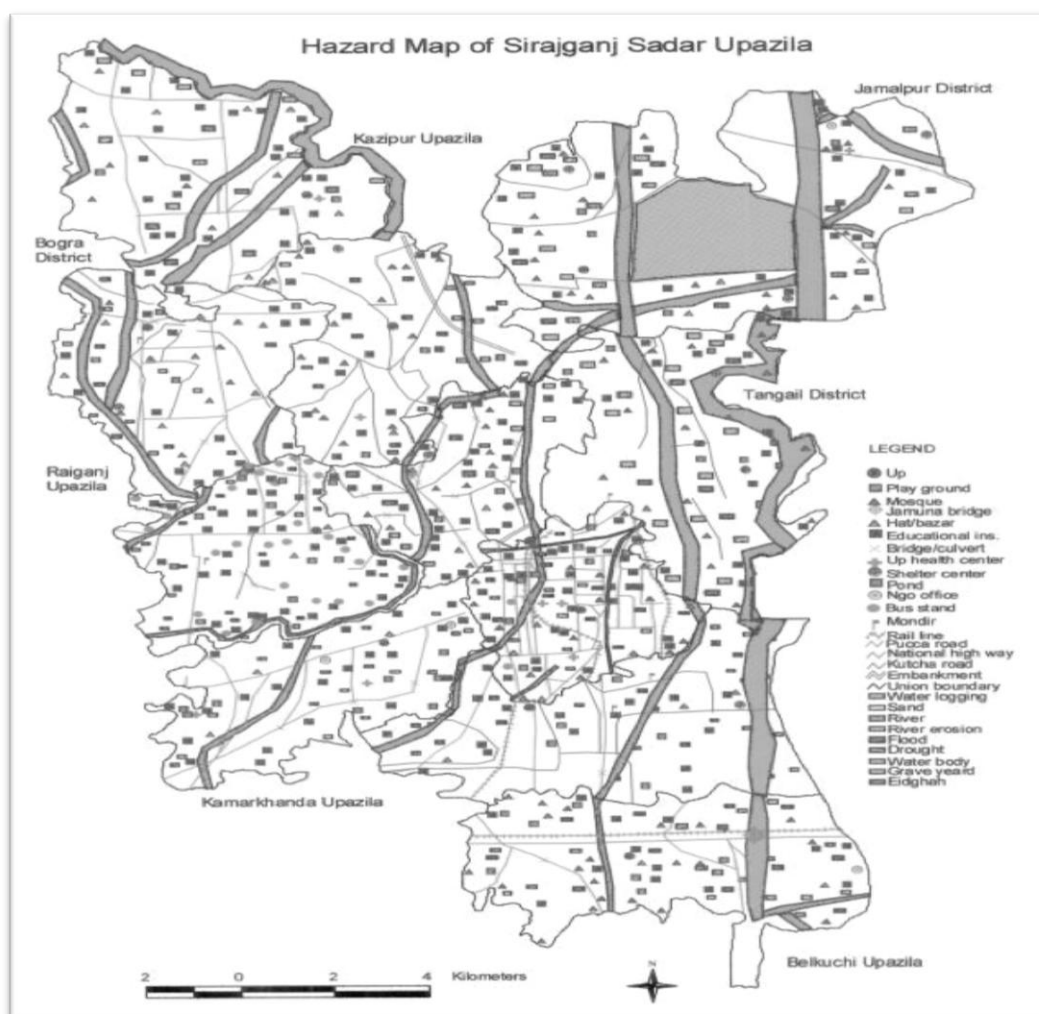 Hazard Map of Sirajganj Sadar Upazila
Jamalpur District
Kazipur Upazila
Bogra
District
Tangail District
Raiganj
Upazila
LEGEND
Up
Play ground
Mosque
Jamuna bridge
Hat/bazar
Educational ins.
Bridge/culvert
Up health center
Shelter center
Pond
Ngo office
Bus stand
Mondir
Rail line
Pucca road
National high way
Kutcha road
Embankment
Union boundary
Water logging
Sand
River
River erosion
Flood
Drought
Water body
Grave yeard
Eidghah
Kamarkhanda Upazila
Belkuchi Upazila
2 0 2 4 Kilometers
N